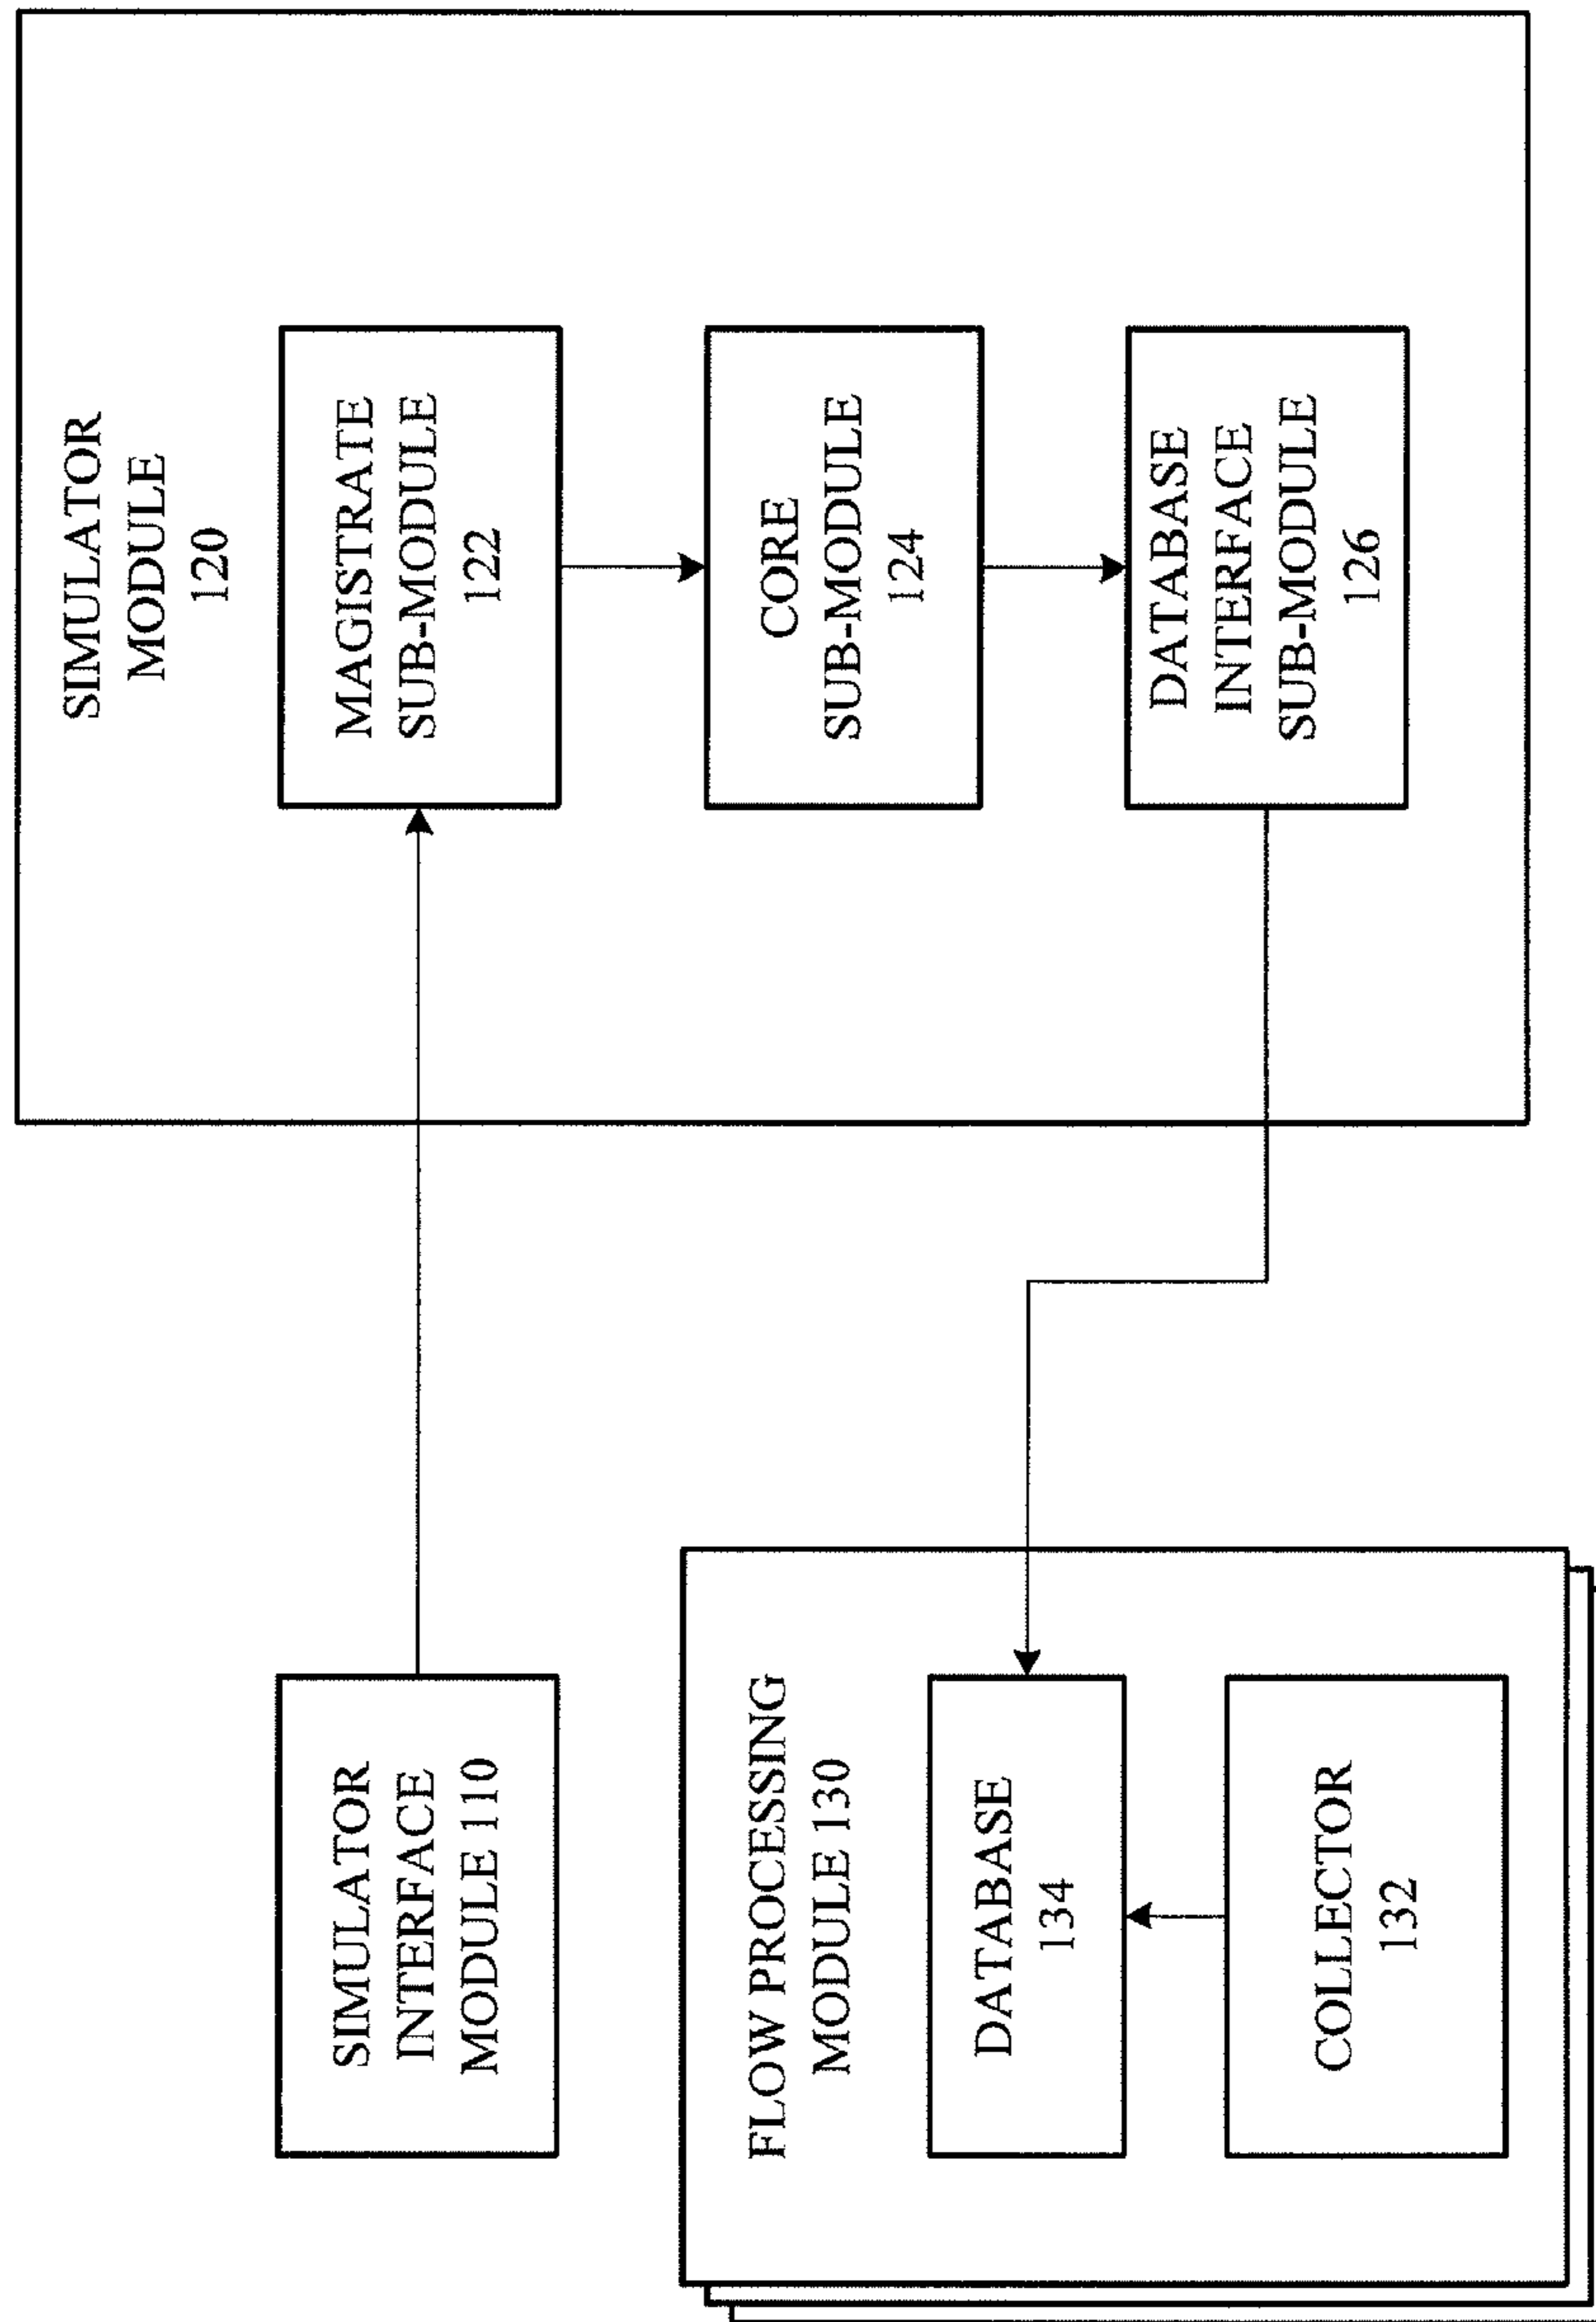 SIMULATOR
INTERFACE
MODULE 110
FLOW PROCESSING
MODULE 130
DATABASE
134
COLLECTOR
132
SIMULATOR
MODULE
120
MAGISTRATE
SUB-MODULE
122
CORE
SUB-MODULE
124
DATABASE
INTERFACE
SUB-MODULE
126